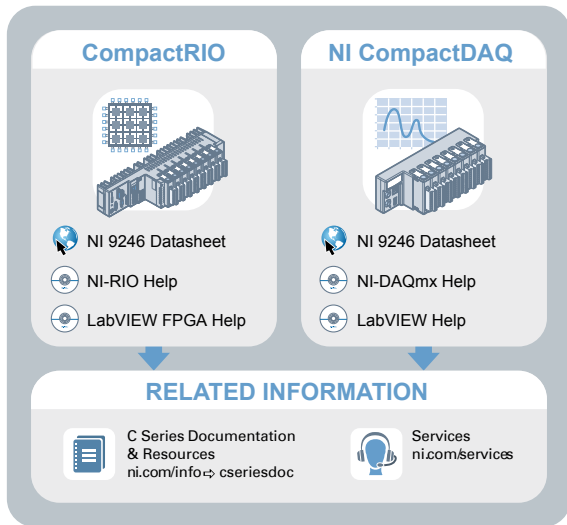 CompactRIO
NI 9246 Datasheet
NI-RIO Help
LabVIEW FPGA Help
NI CompactDAQ
NI 9246 Datasheet
NI-DAQmx Help
LabVIEW Help
RELATED INFORMATION
C Series Documentation
& Resources
ni.com/info⇨ cseriesdoc
Services
ni.com/services